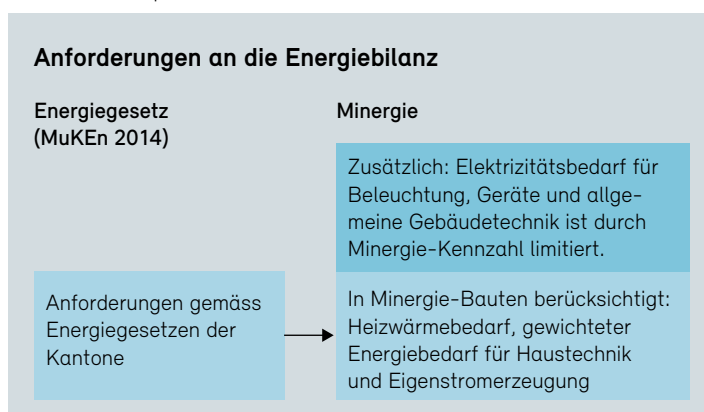 Anforderungen an die Energiebilanz
Energiegesetz
(MuKEn 2014)
Minergie
Zusätzlich: Elektrizitätsbedarf für
Beleuchtung, Geräte und allge-
meine Gebäudetechnik ist durch
Minergie-Kennzahl limitiert.
Anforderungen gemäss
Energiegesetzen der
Kantone
In Minergie-Bauten berücksichtigt:
Heizwärmebedarf, gewichteter
Energiebedarf für Haustechnik
und Eigenstromerzeugung